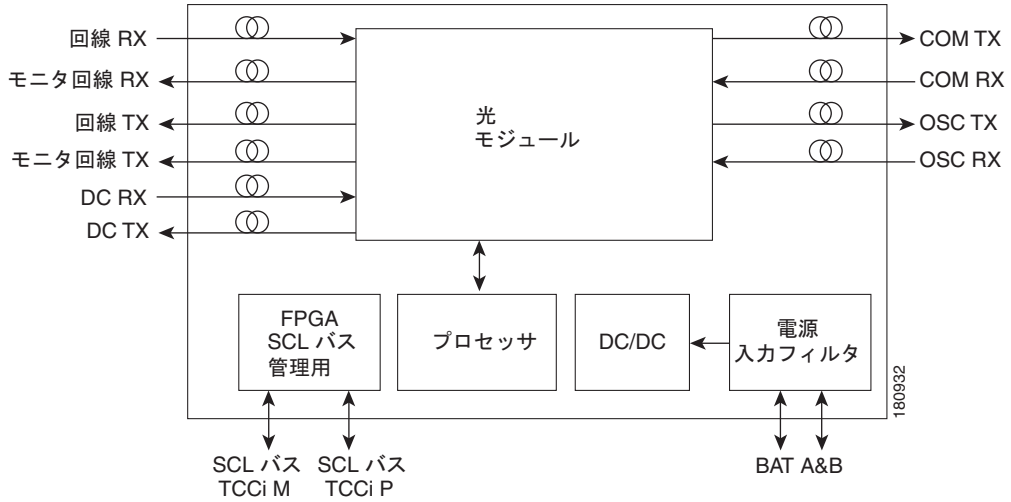 回線 RX
モニタ回線 RX
回線 TX
モニタ回線 TX
DC RX
DC TX
光
モジュール
COM TX
COM RX
OSC TX
OSC RX
FPGA
SCL バス
管理用
プロセッサ
DC/DC
電源
入力フィルタ
180932
SCL バス
TCCi M
SCL バス
TCCi P
BAT A&B